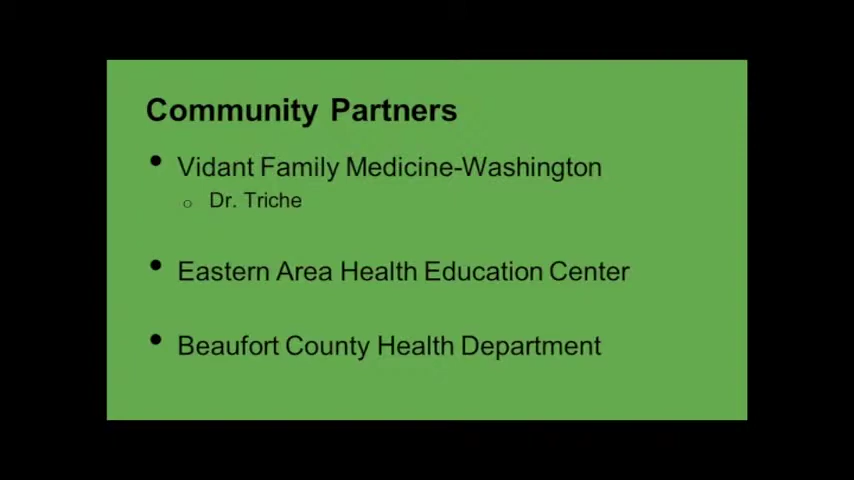 Community Partners
• Vidant Family Medicine-Washington
o Dr. Triche
• Eastern Area Health Education Center
• Beaufort County Health Department